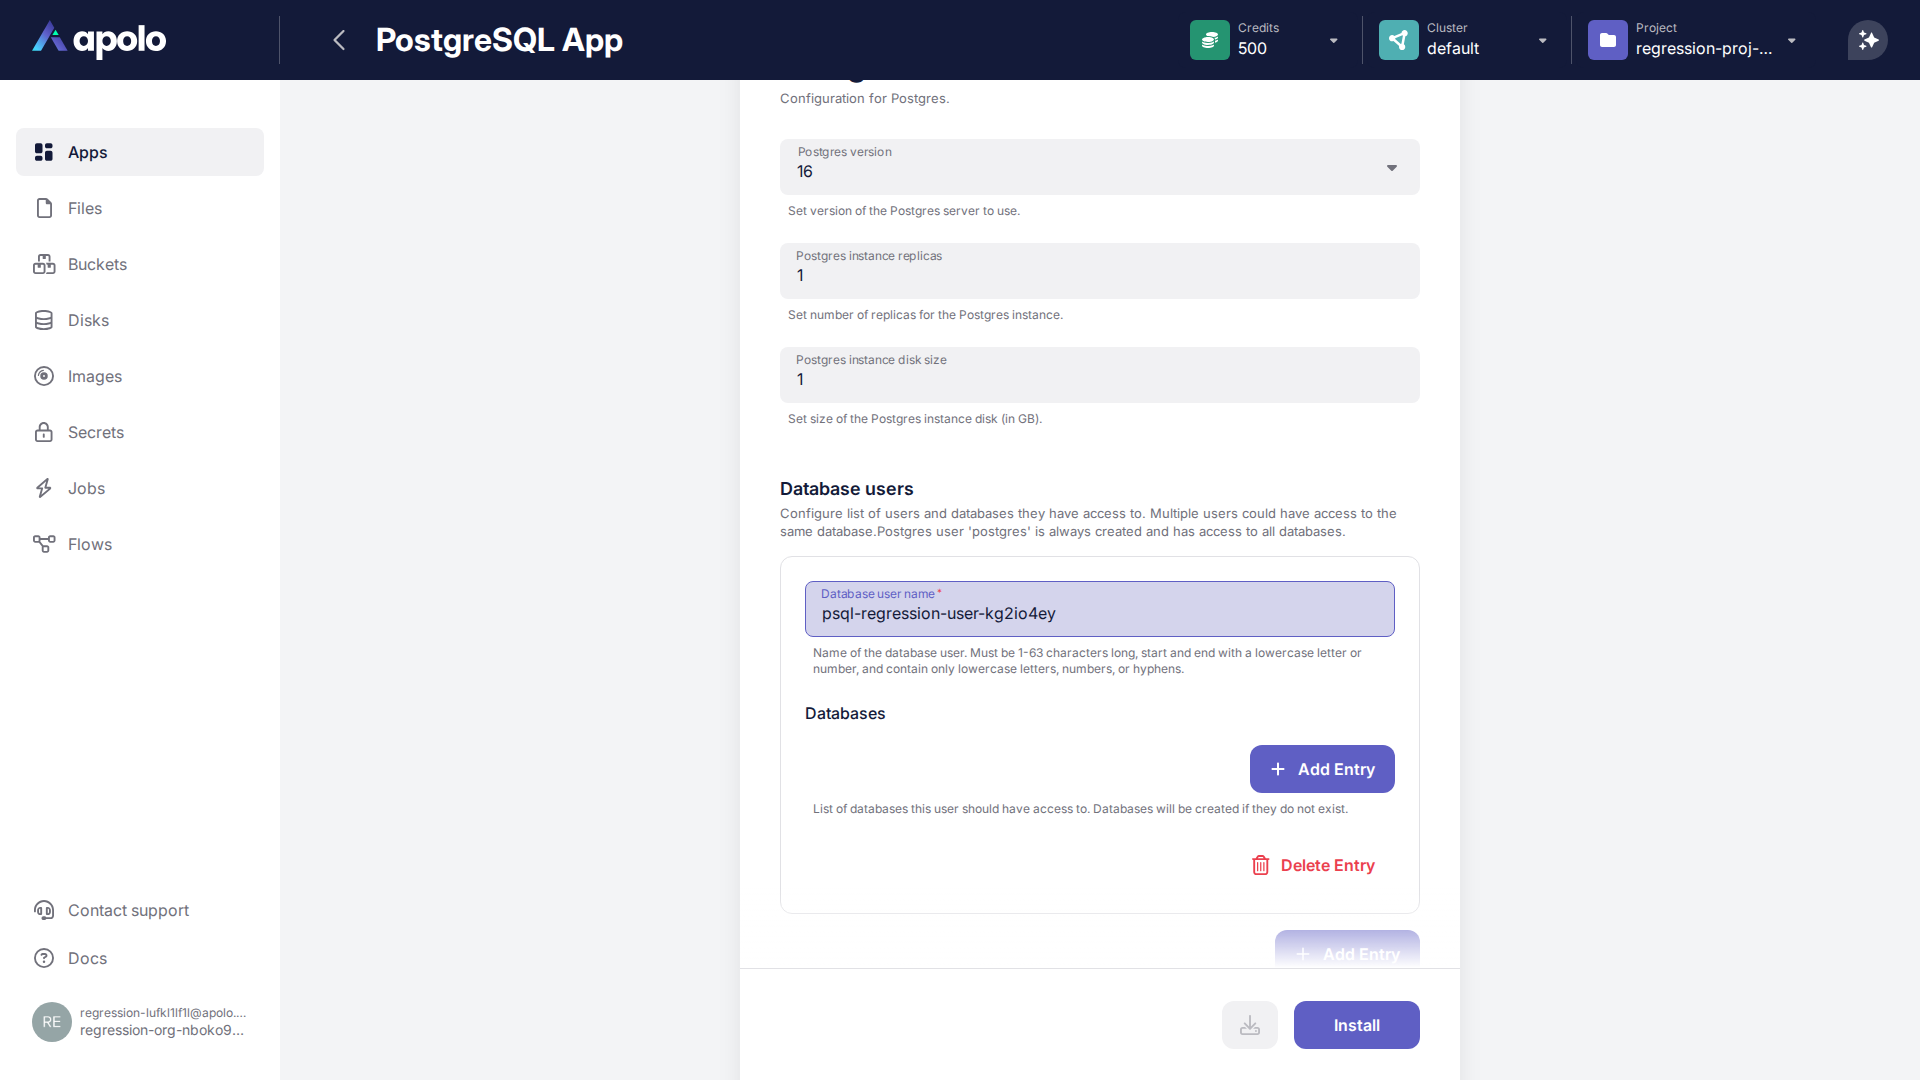 apolo
PostgreSQL App
Credits
500
Cluster
default
Project
regression-proj-...
Apps
Files
Buckets
Disks
Images
Secrets
Jobs
Flows
Contact support
Docs
RE
regression-lufkl1lf1l@apolo....
regression-org-nboko9...
Configuration for Postgres.
Postgres version
16
Set version of the Postgres server to use.
Postgres instance replicas
1
Set number of replicas for the Postgres instance.
Postgres instance disk size
1
Set size of the Postgres instance disk (in GB).
Database users
Configure list of users and databases they have access to. Multiple users could have access to the
same database.Postgres user 'postgres' is always created and has access to all databases.
Database user name *
psql-regression-user-kg2io4ey
Name of the database user. Must be 1-63 characters long, start and end with a lowercase letter or
number, and contain only lowercase letters, numbers, or hyphens.
Databases
Add Entry
List of databases this user should have access to. Databases will be created if they do not exist.
Delete Entry
Add Entry
Install